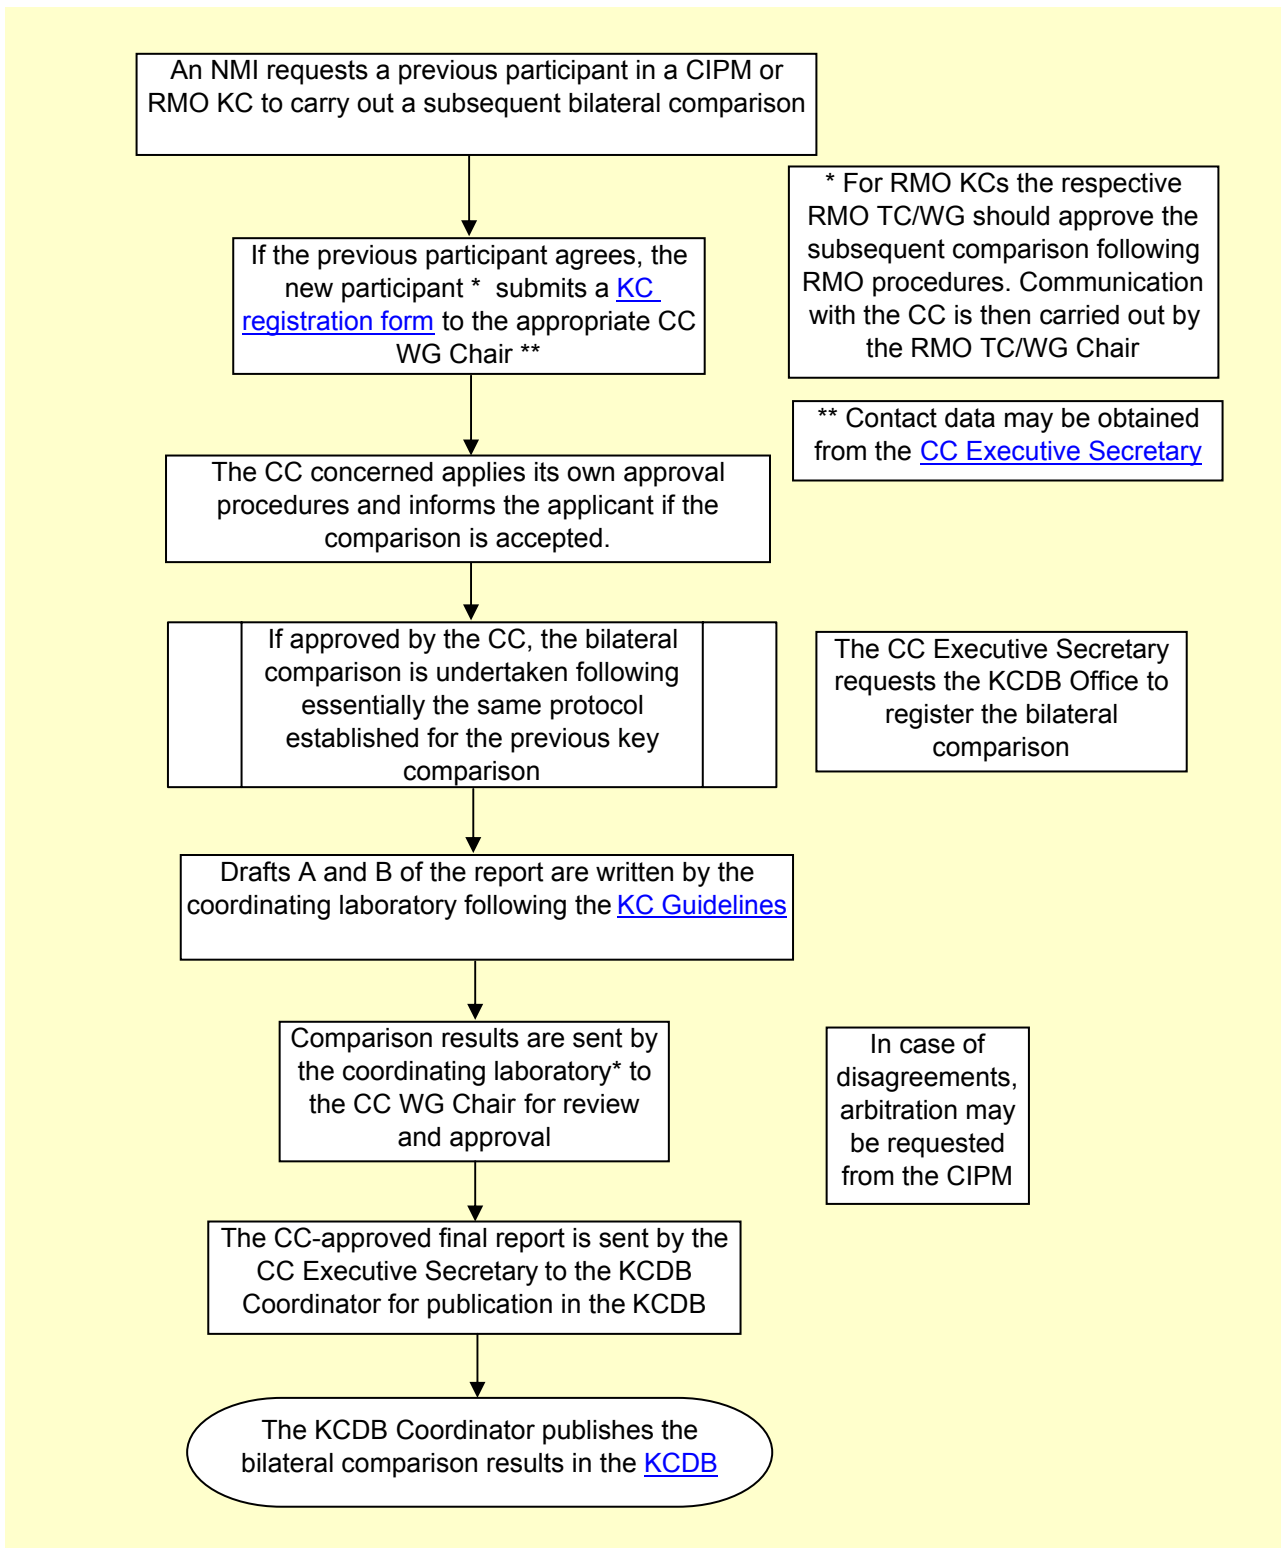 An NMI requests a previous participant in a CIPM or
RMO KC to carry out a subsequent bilateral comparison
* For RMO KCs the respective
RMO TC/WG should approve the
subsequent comparison following
RMO procedures. Communication
with the CC is then carried out by
the RMO TC/WG Chair
If the previous participant agrees, the
new participant * submits a KC
registration form to the appropriate CC
WG Chair **
** Contact data may be obtained
from the CC Executive Secretary
The CC concerned applies its own approval
procedures and informs the applicant if the
comparison is accepted.
If approved by the CC, the bilateral
comparison is undertaken following
essentially the same protocol
established for the previous key
comparison
The CC Executive Secretary
requests the KCDB Office to
register the bilateral
comparison
Drafts A and B of the report are written by the
coordinating laboratory following the KC Guidelines
Comparison results are sent by
the coordinating laboratory* to
the CC WG Chair for review
and approval
In case of
disagreements,
arbitration may
be requested
from the CIPM
The CC-approved final report is sent by the
CC Executive Secretary to the KCDB
Coordinator for publication in the KCDB
The KCDB Coordinator publishes the
bilateral comparison results in the KCDB